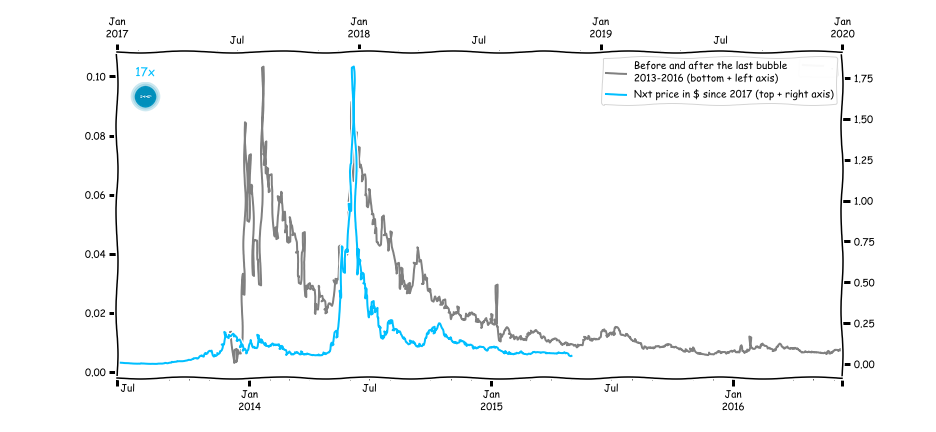 Jan
2017
Jul
Jan
2018
Jul
Jan
2019
Jul
Jan
2020
17x
Before and after the last bubble
2013-2016 (bottom + left axis)
Nxt price in $ since 2017 (top + right axis)
0.10
0.08
0.06
0.04
0.02
0.00
1.75
1.50
1.25
1.00
0.75
0.50
0.25
0.00
Jul
Jan
2014
Jul
Jan
2015
Jul
Jan
2016